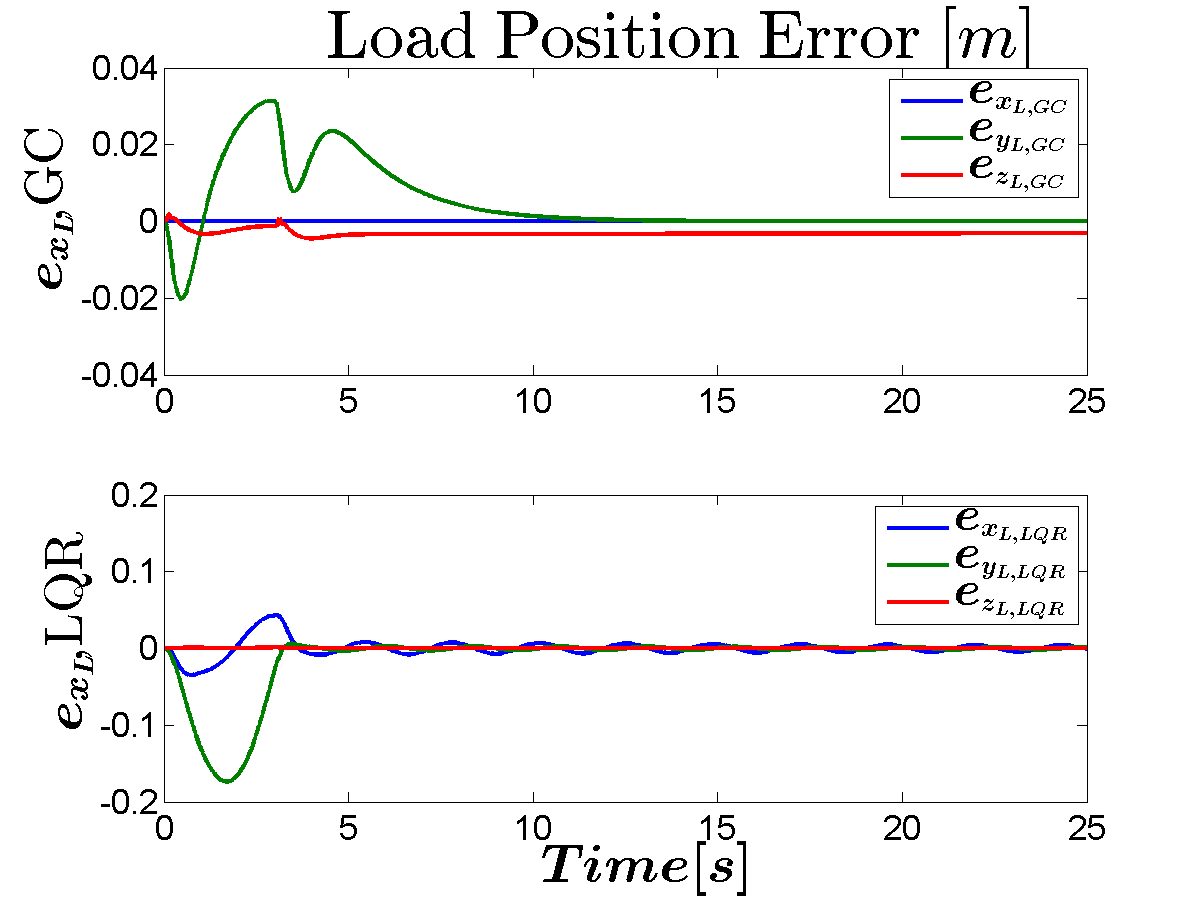 Load Position Error [m]
e_{x_L},GC
0.04
0.02
0
-0.02
-0.04
0 5 10 15 20 25
e_{x_{L,GC}}
e_{y_{L,GC}}
e_{z_{L,GC}}
e_{x_L},LQR
0.2
0.1
0
-0.1
-0.2
0 5 10 15 20 25
e_{x_{L,LQR}}
e_{y_{L,LQR}}
e_{z_{L,LQR}}
Time[s]